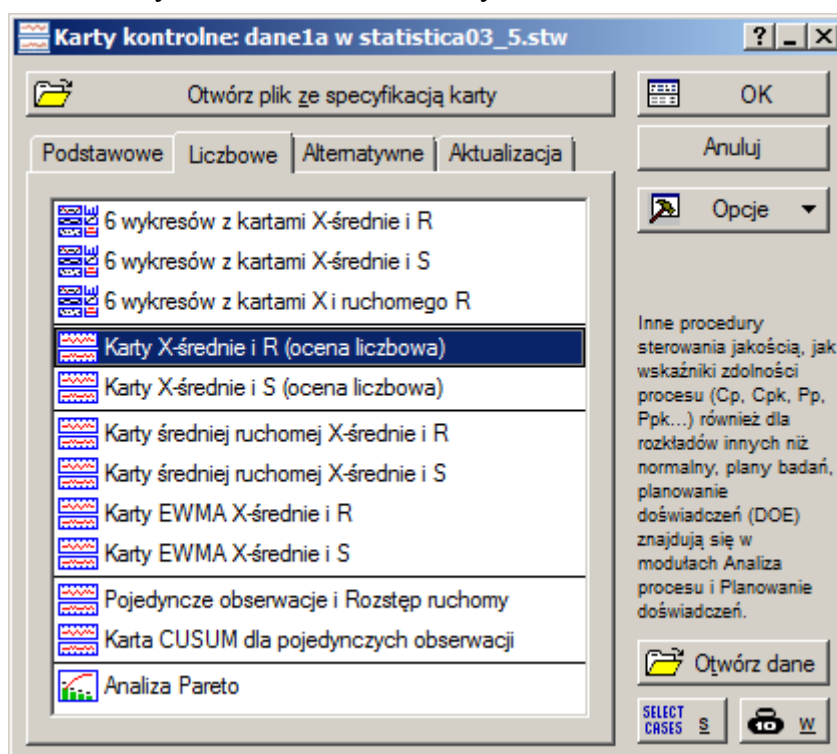 Karty kontrolne: dane1a w statistica03_5.stw
Otwórz plik ze specyfikacją karty
OK
Podstawowe Liczbowe Alternatywne Aktualizacja
Anuluj
6 wykresów z kartami X-średnie i R
Opcje
6 wykresów z kartami X-średnie i S
6 wykresów z kartami X i ruchomego R
Karty X-średnie i R (ocena liczbowa)
Karty X-średnie i S (ocena liczbowa)
Karty średniej ruchomej X-średnie i R
Karty średniej ruchomej X-średnie i S
Karty EWMA X-średnie i R
Karty EWMA X-średnie i S
Pojedyncze obserwacje i Rozstęp ruchomy
Karta CUSUM dla pojedynczych obserwacji
Analiza Pareto
Inne procedury
sterowania jakością, jak
wskaźniki zdolności
procesu (Cp, Cpk, Pp,
Ppk...) również dla
rozkładów innych niż
normalny, plany badań,
planowanie
doświadczeń (DOE)
znajdują się w
modułach Analiza
procesu i Planowanie
doświadczeń.
Otwórz dane
SELECT
CASES S
10 W